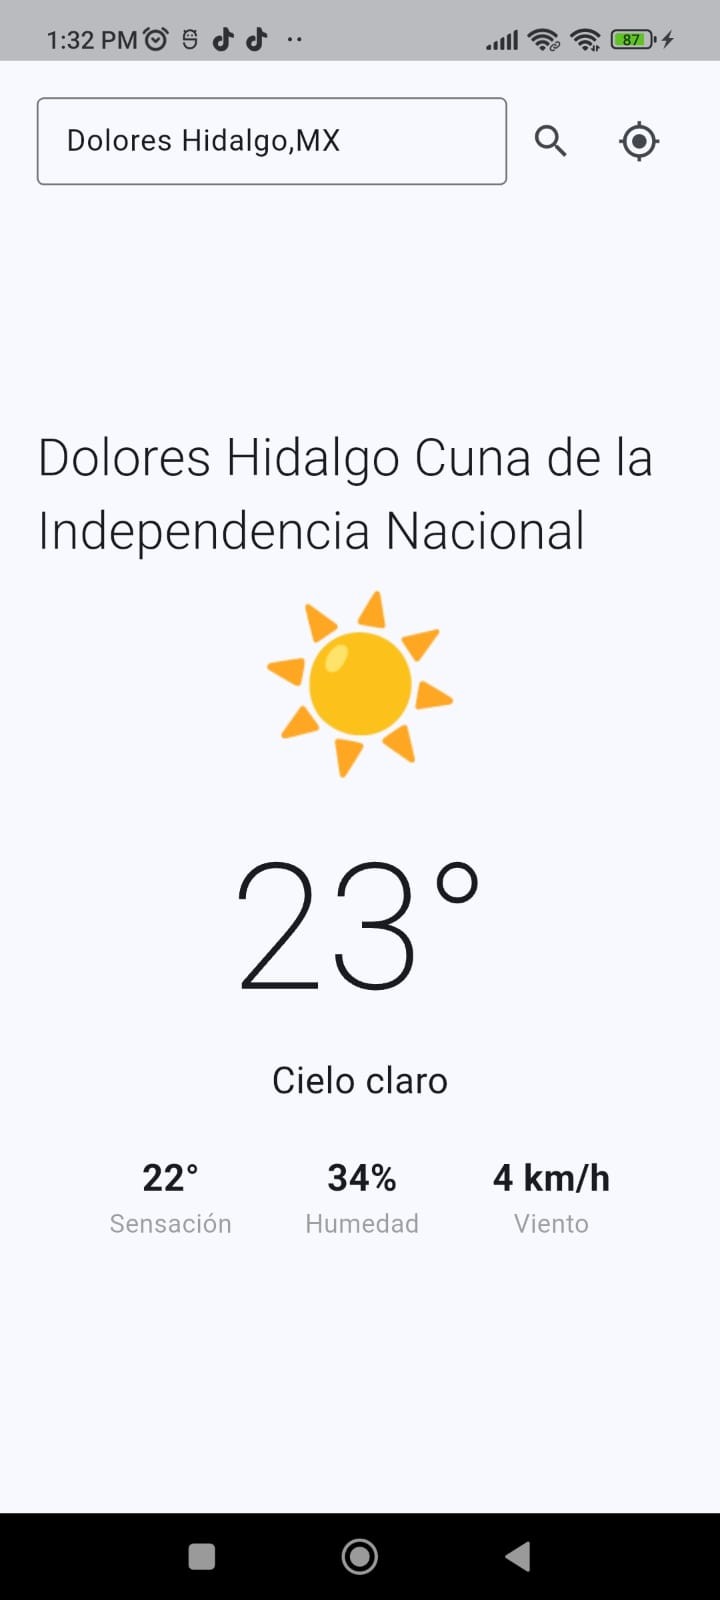 1:32 PM
87
Dolores Hidalgo,MX
Dolores Hidalgo Cuna de la
Independencia Nacional
23°
Cielo claro
22° 34% 4 km/h
Sensación Humedad Viento